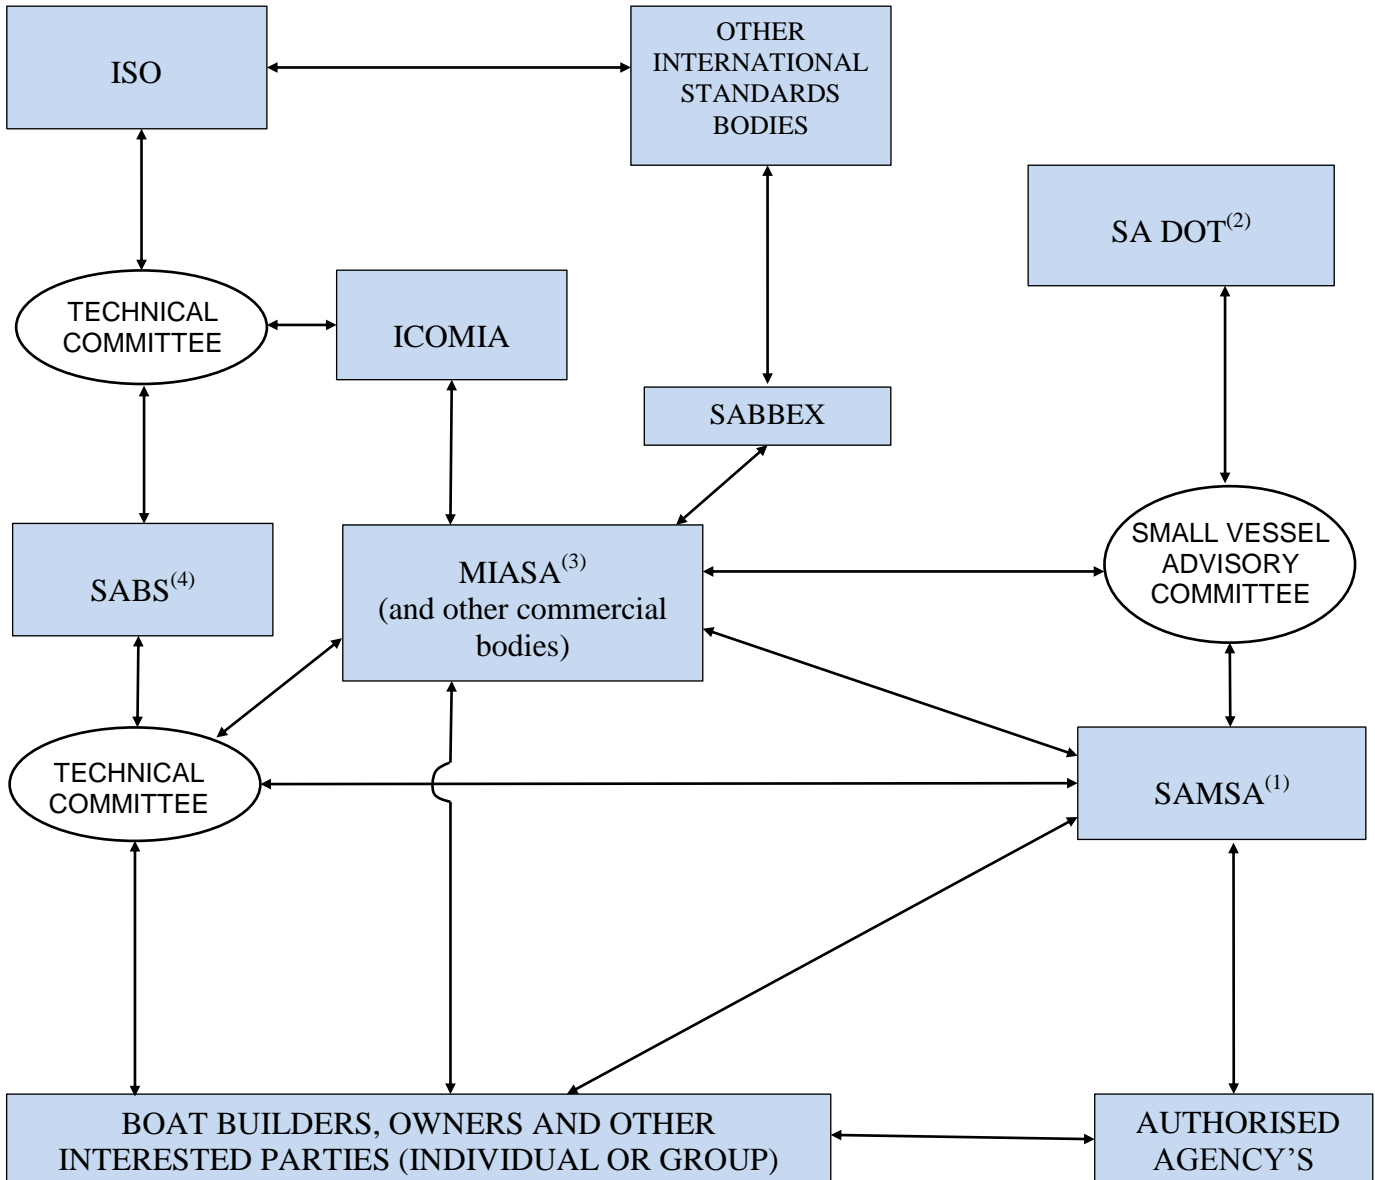 ISO
OTHER
INTERNATIONAL
STANDARDS
BODIES
SA DOT(2)
TECHNICAL
COMMITTEE
ICOMIA
SABBEX
SABS(4)
MIASA(3)
(and other commercial
bodies)
SMALL VESSEL
ADVISORY
COMMITTEE
TECHNICAL
COMMITTEE
SAMSA(1)
BOAT BUILDERS, OWNERS AND OTHER
INTERESTED PARTIES (INDIVIDUAL OR GROUP)
AUTHORISED
AGENCY’S